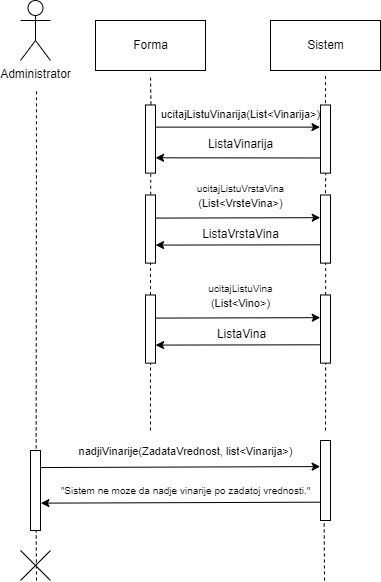 Administrator
Forma
Sistem
ucitajListuVinarija(List<Vinarija>)
ListaVinarija
ucitajListuVrstaVina
(List<VrsteVina>)
ListaVrstaVina
ucitajListuVina
(List<Vino>)
ListaVina
nadjiVinarije(ZadataVrednost, list<Vinarija>)
"Sistem ne moze da nadje vinarije po zadatoj vrednosti."